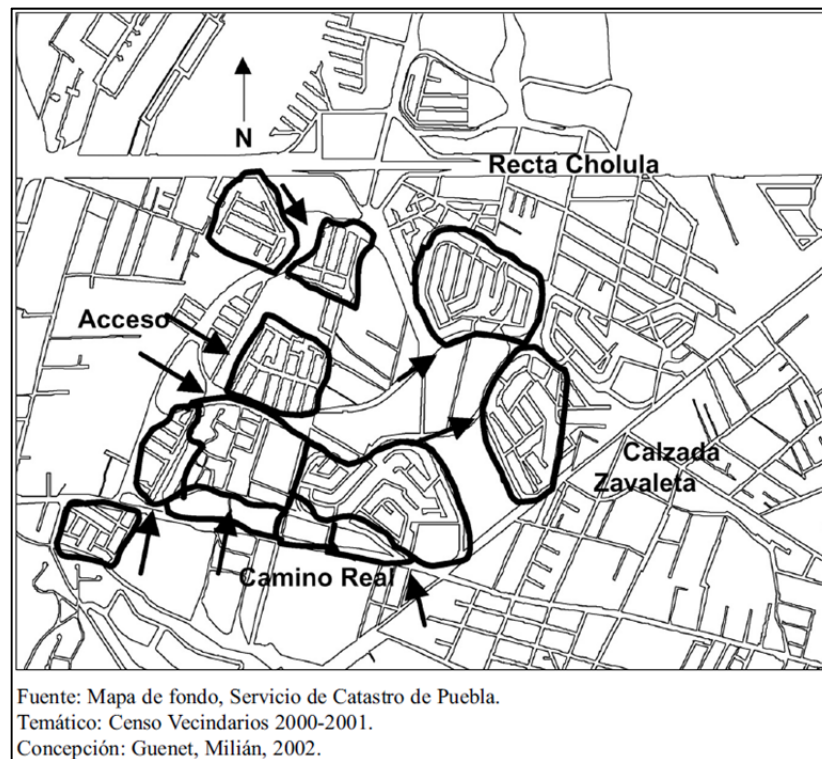 N
Recta Cholula
Acceso
Calzada
Zavaleta
Camino Real
Fuente: Mapa de fondo, Servicio de Catastro de Puebla.
Temático: Censo Vecindarios 2000-2001.
Concepción: Guenet, Milián, 2002.